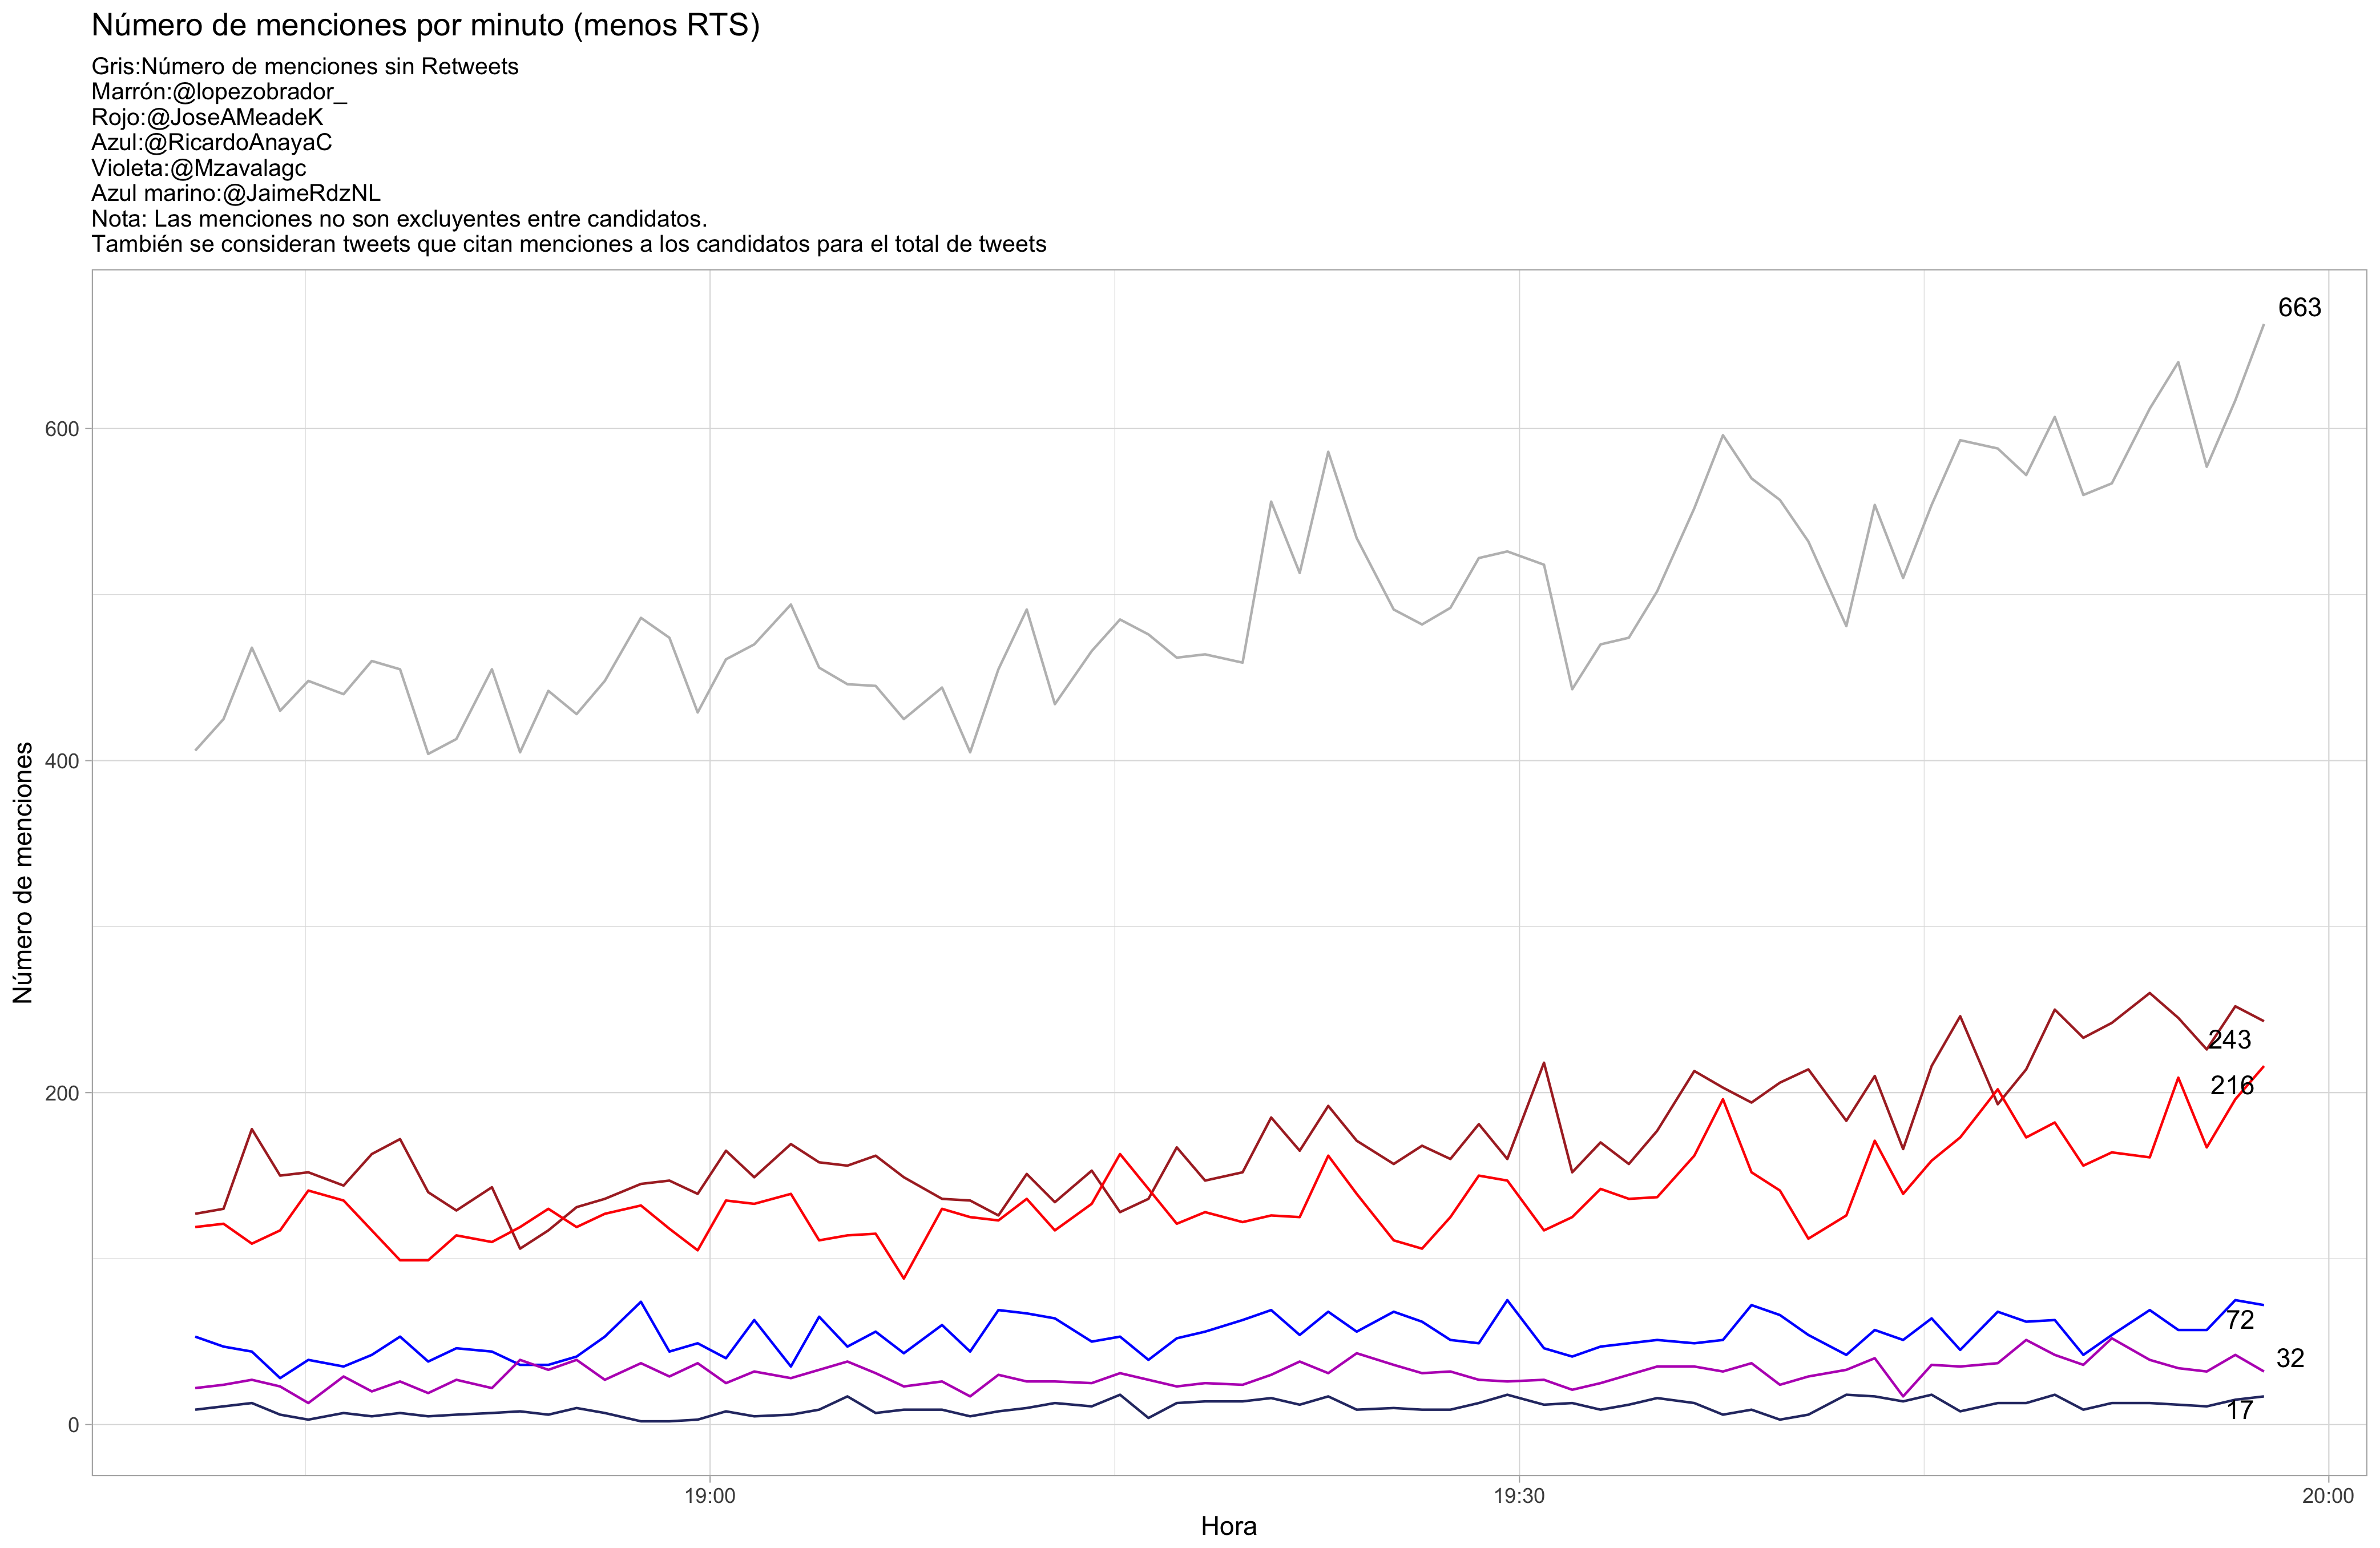 Número de menciones por minuto (menos RTS)
Gris:Número de menciones sin Retweets
Marrón:@lopezobrador_
Rojo:@JoseAMeadeK
Azul:@RicardoAnayaC
Violeta:@Mzavalagc
Azul marino:@JaimeRdzNL
Nota: Las menciones no son excluyentes entre candidatos.
También se consideran tweets que citan menciones a los candidatos para el total de tweets
663
600
400
Número de menciones
243
200
216
72
32
17
0
19:00
19:30
20:00
Hora